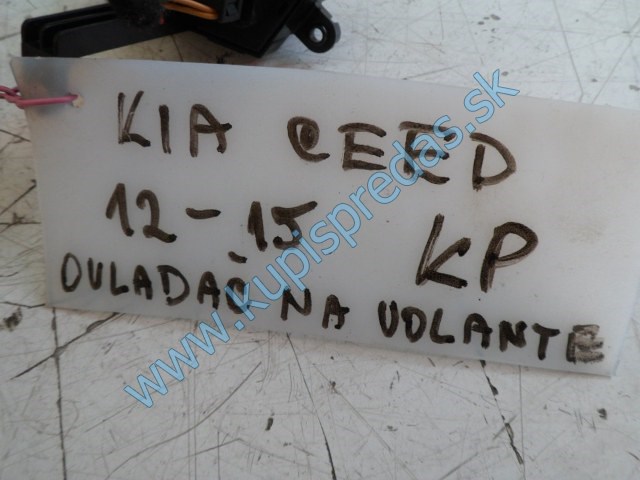 KIA CEED
12-15 KP
OVLADAČ NA VOLANTE
www.kupispredas.sk